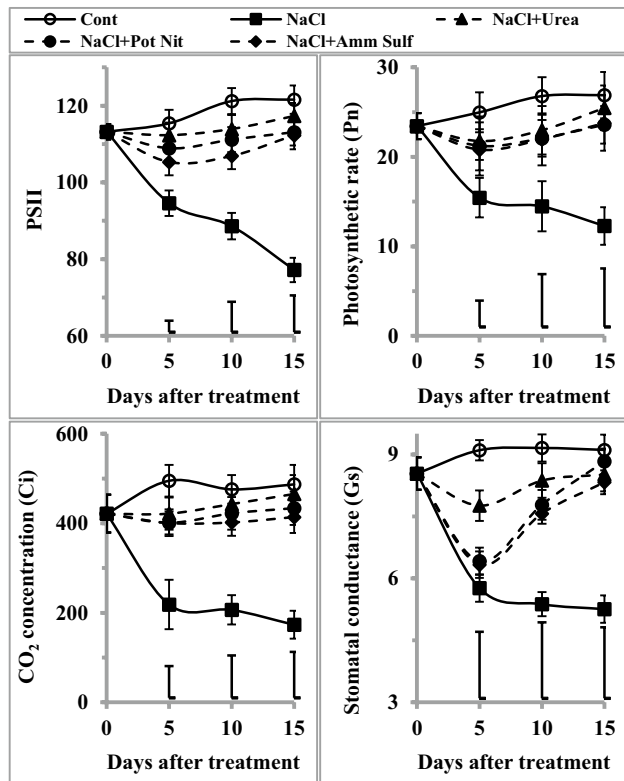 Cont NaCl NaCl+Urea
NaCl+Pot Nit NaCl+Amm Sulf
PSII
120
100
80
60
0 5 10 15
Days after treatment
Photosynthetic rate (Pn)
30
20
10
0
0 5 10 15
Days after treatment
CO2 concentration (Ci)
600
400
200
0
0 5 10 15
Days after treatment
Stomatal conductance (Gs)
9
6
3
0 5 10 15
Days after treatment